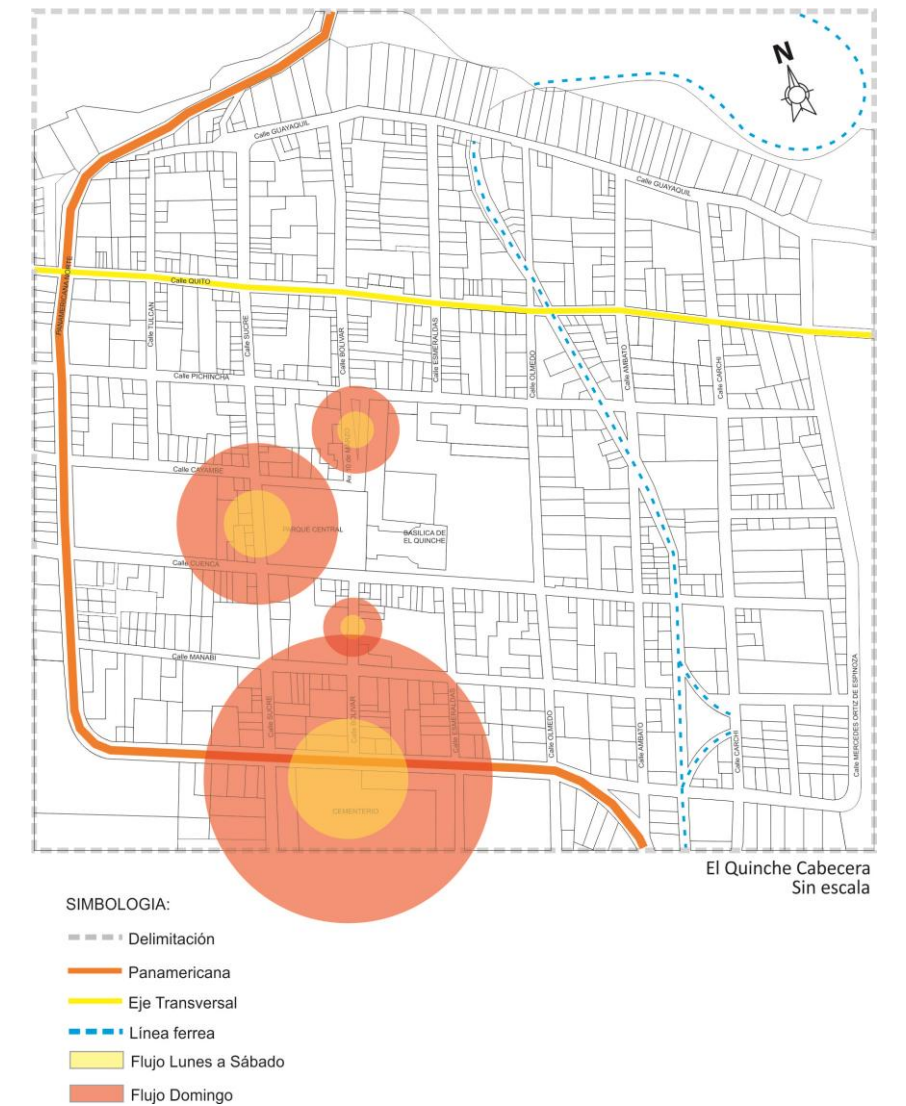 N
Calle GUAYAQUIL
Calle GUAYAQUIL
PANAMERICANA NORTE
Calle QUITO
Calle TULCAN
Calle SUCRE
Calle BOLIVAR
Calle ESMERALDAS
Calle OLMEDO
Calle AMBATO
Calle CARCHI
Calle PICHINCHA
Calle CAYAMBE
PARQUE CENTRAL
BASILICA DE
EL QUINCHE
Calle CUENCA
Calle MANABÍ
Calle SUCRE
Calle BOLIVAR
Calle ESMERALDAS
Calle OLMEDO
Calle AMBATO
Calle CARCHI
Calle MERCEDES ORTIZ DE ESPINOZA
CEMENTERIO
El Quinche Cabecera
Sin escala
SIMBOLOGIA:
Delimitación
Panamericana
Eje Transversal
Línea ferrea
Flujo Lunes a Sábado
Flujo Domingo